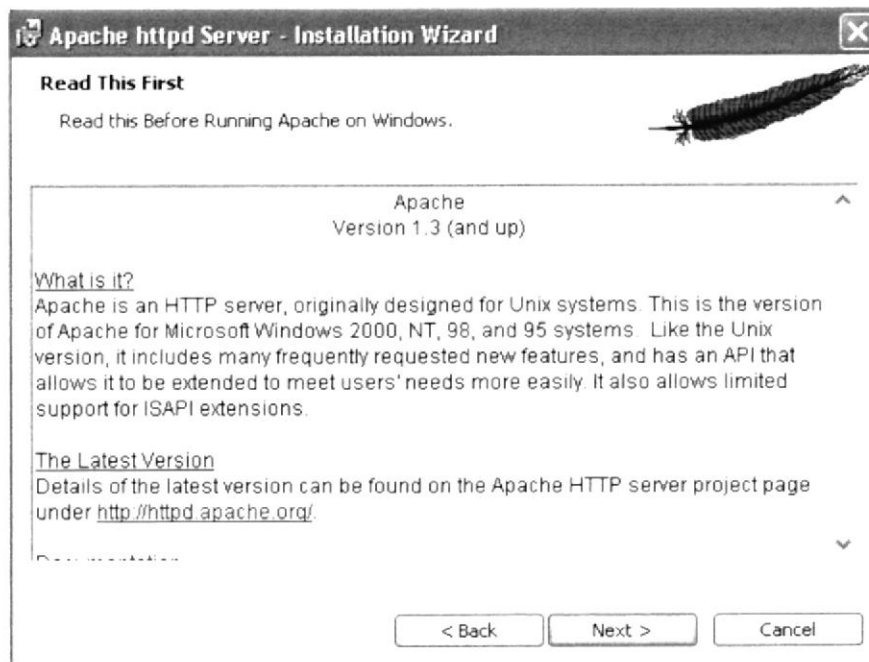 Apache httpd Server - Installation Wizard
Read This First
Read this Before Running Apache on Windows.
Apache
Version 1.3 (and up)
What is it?
Apache is an HTTP server, originally designed for Unix systems. This is the version
of Apache for Microsoft Windows 2000, NT, 98, and 95 systems. Like the Unix
version, it includes many frequently requested new features, and has an API that
allows it to be extended to meet users' needs more easily. It also allows limited
support for ISAPI extensions.
The Latest Version
Details of the latest version can be found on the Apache HTTP server project page
under http://httpd.apache.org/.
< Back
Next >
Cancel